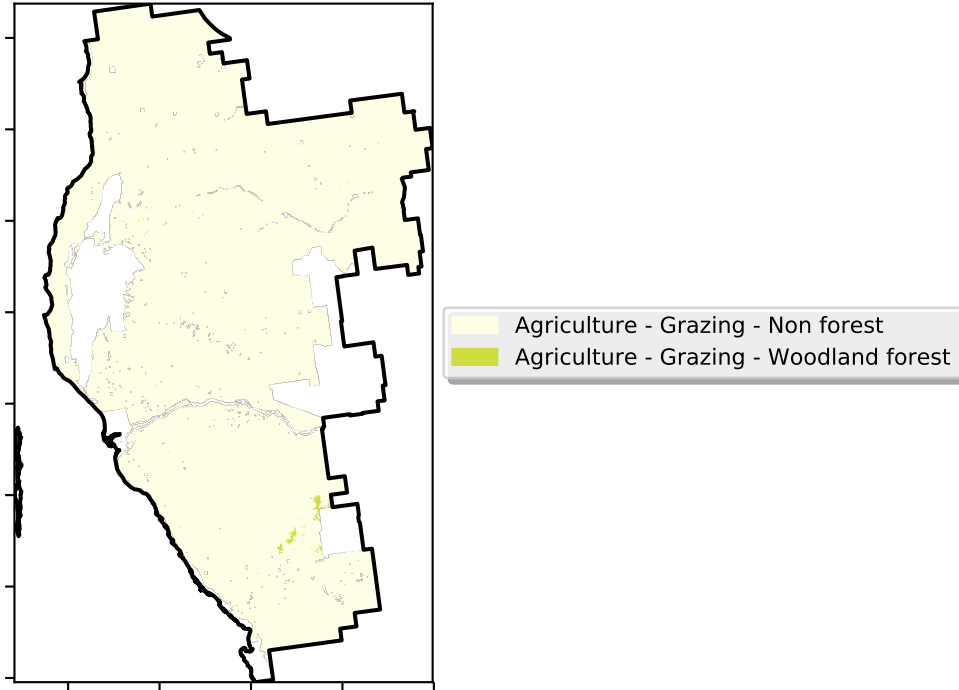 Agriculture - Grazing - Non forest
Agriculture - Grazing - Woodland forest